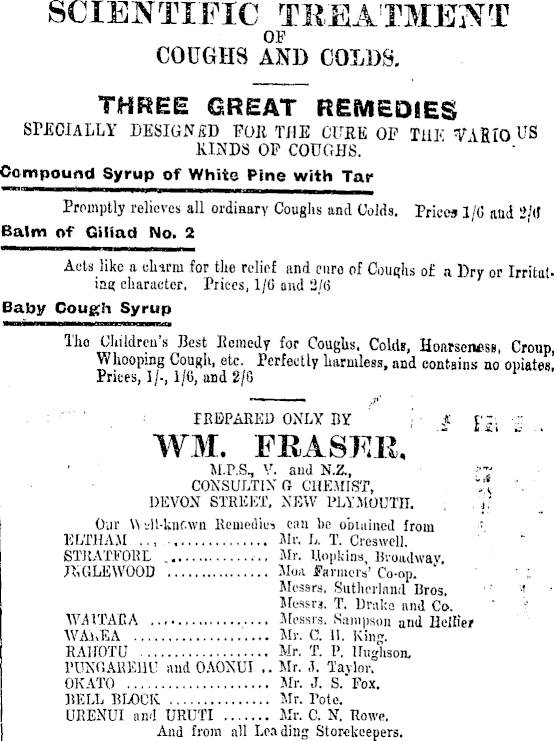 SCIENTIFIC TREATMENT
OF
COUGHS AND COLDS.
THREE GREAT REMEDIES
SPECIALLY DESIGNED FOR THE CURE OF THE VARIOUS
KINDS OF COUGHS.
Compound Syrup of White Pine with Tar
Promptly relieves all ordinary Coughs and Colds. Prices 1/6 and 2/6
Balm of Giliad No. 2
Acts like a charm for the relief and cure of Coughs of a Dry or Irritat-
ing character. Prices, 1/6 and 2/6
Baby Cough Syrup
The Children's Best Remedy for Coughs, Colds, Hoarseness, Croup,
Whooping Cough, etc. Perfectly harmless, and contains no opiates.
Prices, 1/-, 1/6, and 2/6
PREPARED ONLY BY
WM. FRASER,
M.P.S., V. and N.Z.,
CONSULTING CHEMIST,
DEVON STREET, NEW PLYMOUTH.
Our Well-known Remedies can be obtained from
ELTHAM ................ Mr. L. T. Creswell.
STRATFORD ............... Mr. Hopkins, Broadway.
INGLEWOOD ................ Moa Farmers' Co-op.
Messrs. Sutherland Bros.
Messrs. T. Drake and Co.
WAITARA .................. Messrs. Sampson and Hellier
WAREA .................... Mr. C. H. King.
RAHOTU ................... Mr. T. P. Hughson.
PUNGAREHU and OAONUI .. Mr. J. Taylor.
OKATO ..................... Mr. J. S. Fox.
BELL BLOCK ............... Mr. Pote.
URENUI and URUTI ....... Mr. C. N. Rowe.
And from all Leading Storekeepers.